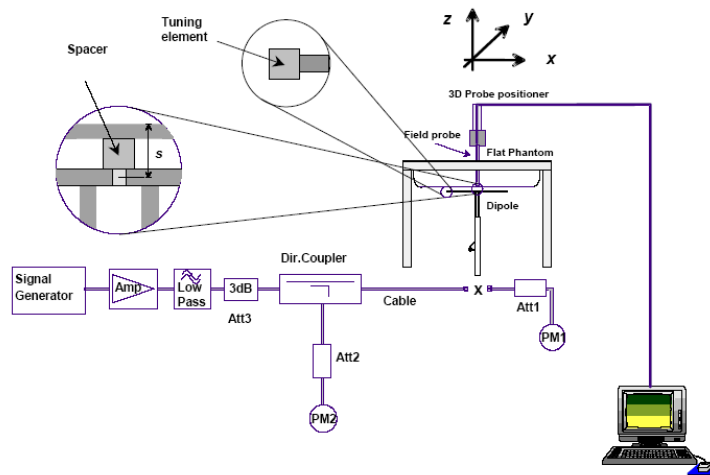 Tuning
element
Spacer
z
y
x
3D Probe positioner
Field probe
Flat Phantom
s
Dipole
Dir.Coupler
Signal
Generator
Amp
Low
Pass
3dB
Att3
Cable
x
Att1
PM1
Att2
PM2